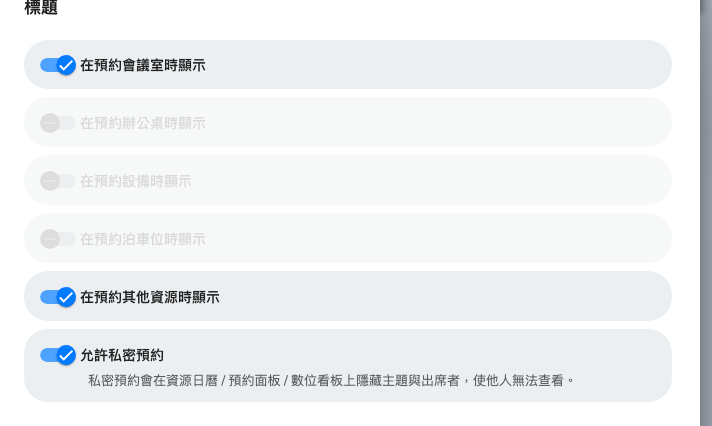 標題
在預約會議室時顯示
在預約辦公桌時顯示
在預約設備時顯示
在預約泊車位時顯示
在預約其他資源時顯示
允許私密預約
私密預約會在資源日曆 / 預約面板 / 數位看板上隱藏主題與出席者，使他人無法查看。